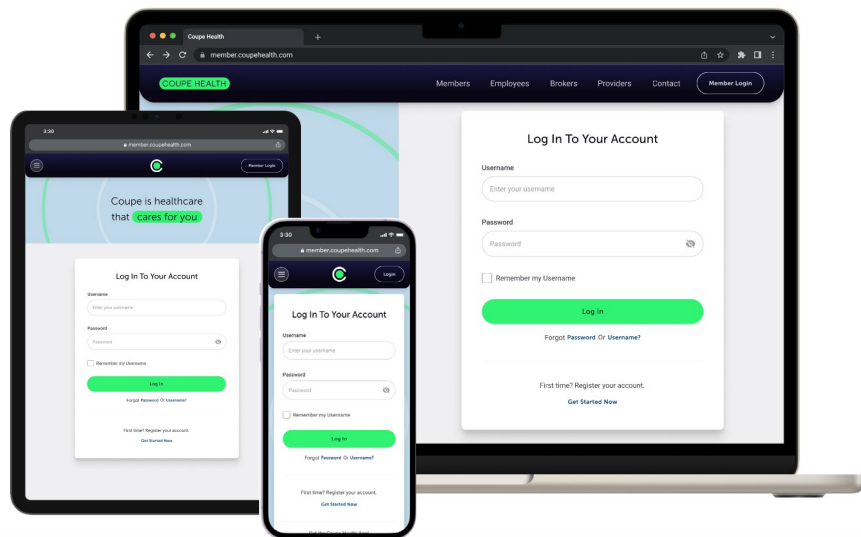 Coupe Health
member.coupehealth.com
COUPE HEALTH
Members Employees Brokers Providers Contact Member Login
Log In To Your Account
Username
Enter your username
Password
Password
Remember my Username
Log In
Forgot Password Or Username?
First time? Register your account.
Get Started Now
3:30
member.coupehealth.com
Member Login
Coupe is healthcare
that cares for you
Log In To Your Account
Username
Enter your username
Password
Password
Remember my Username
Log In
Forgot Password Or Username?
First time? Register your account.
Get Started Now
3:30
member.coupehealth.com
Login
Log In To Your Account
Username
Enter your username
Password
Password
Remember my Username
Log In
Forgot Password Or Username?
First time? Register your account.
Get Started Now
Get the Coupe Health App!